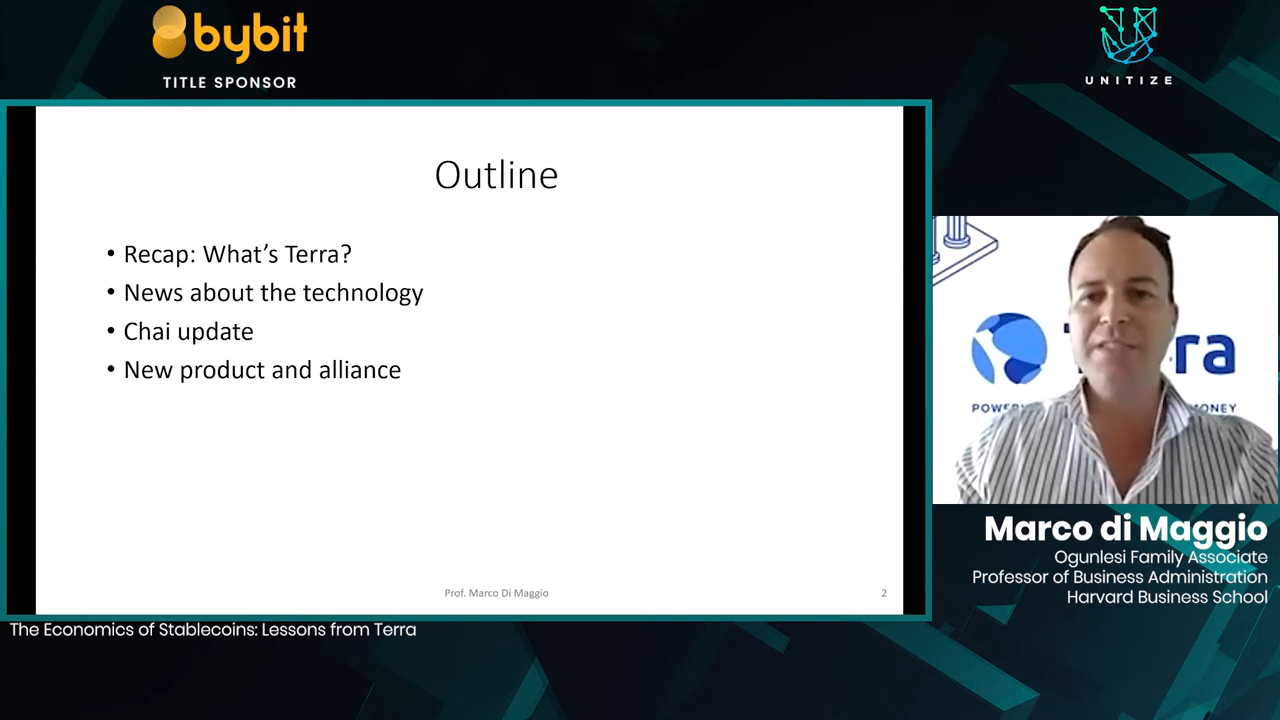 bybit
TITLE SPONSOR
UNITIZE
Outline
• Recap: What's Terra?
• News about the technology
• Chai update
• New product and alliance
Prof. Marco Di Maggio
2
ra
MONEY
Marco di Maggio
Ogunlesi Family Associate
Professor of Business Administration
Harvard Business School
The Economics of Stablecoins: Lessons from Terra